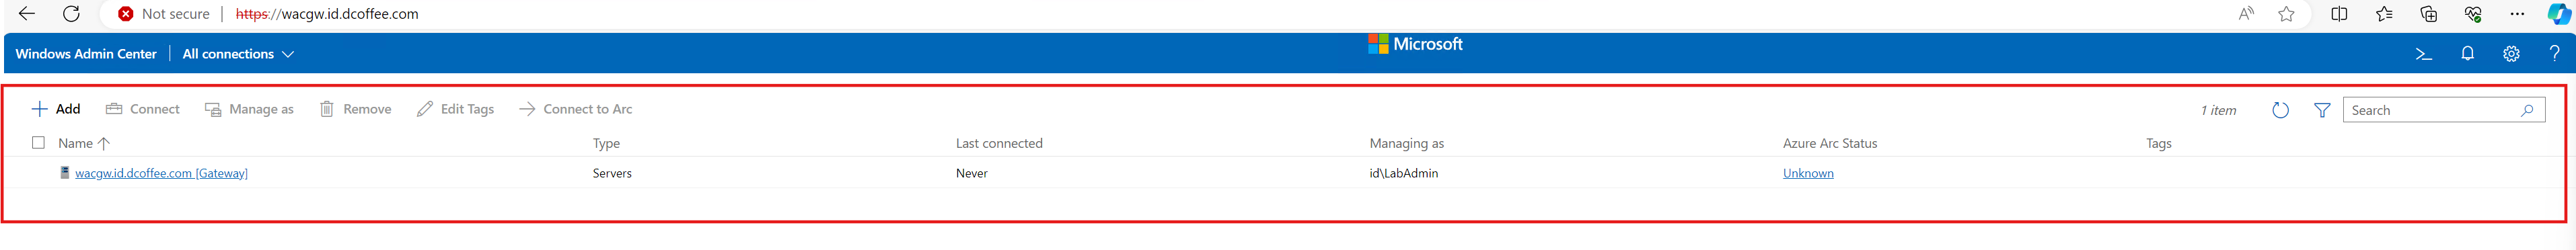 Not secure | https://wacgw.id.dcoffee.com
Windows Admin Center | All connections
Microsoft
Add Connect Manage as Remove Edit Tags Connect to Arc 1 item Search
Name Type Last connected Managing as Azure Arc Status Tags
wacgw.id.dcoffee.com [Gateway] Servers Never id\LabAdmin Unknown